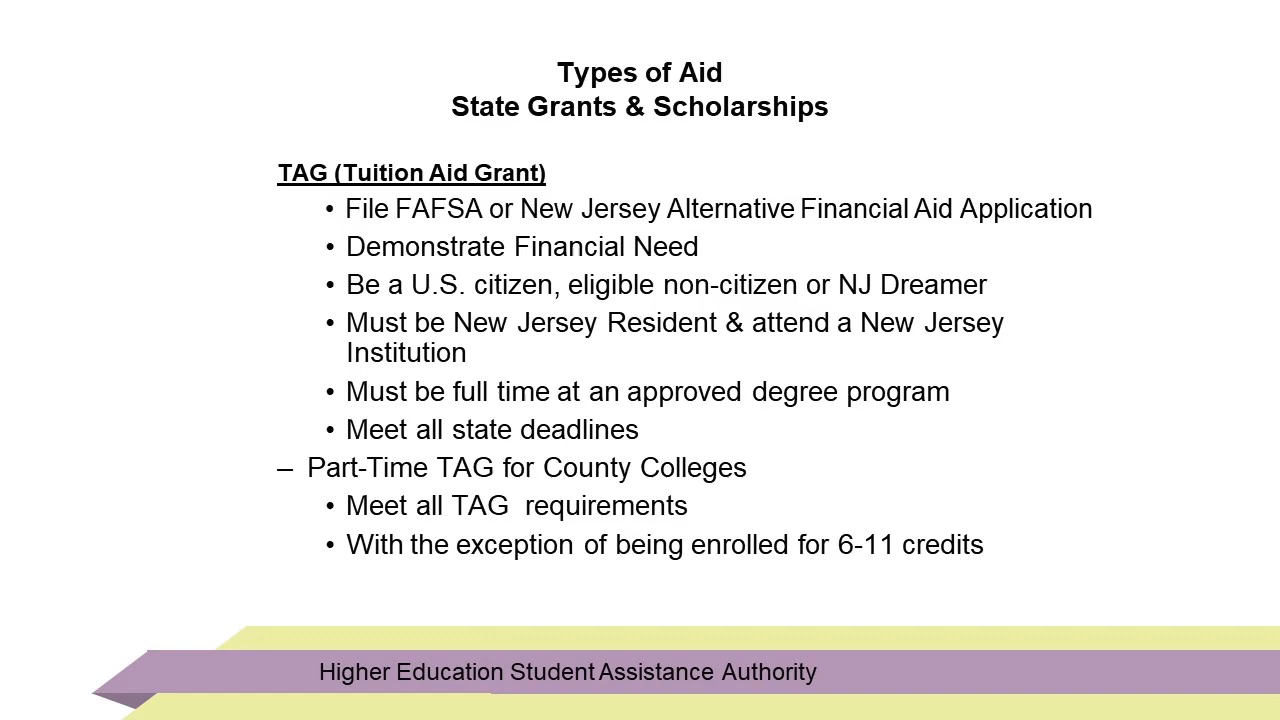 Types of Aid
State Grants & Scholarships
TAG (Tuition Aid Grant)
• File FAFSA or New Jersey Alternative Financial Aid Application
• Demonstrate Financial Need
• Be a U.S. citizen, eligible non-citizen or NJ Dreamer
• Must be New Jersey Resident & attend a New Jersey
Institution
• Must be full time at an approved degree program
• Meet all state deadlines
– Part-Time TAG for County Colleges
• Meet all TAG  requirements
• With the exception of being enrolled for 6-11 credits
Higher Education Student Assistance Authority